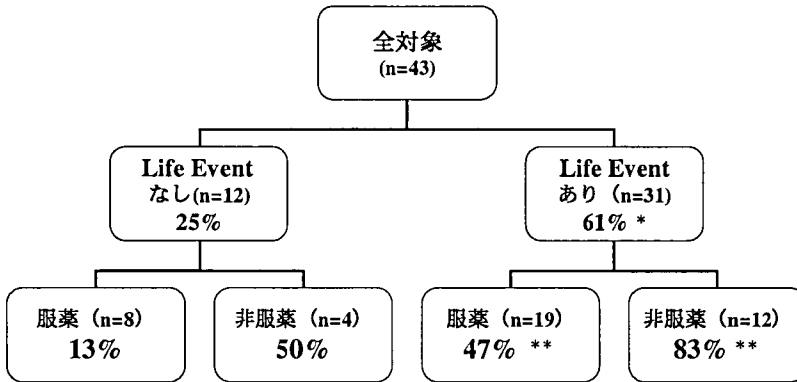 全対象
(n=43)
Life Event
なし(n=12)
25%
Life Event
あり（n=31)
61% *
服薬（n=8）
13%
非服薬（n=4）
50%
服薬（n=19）
47% **
非服薬（n=12）
83% **